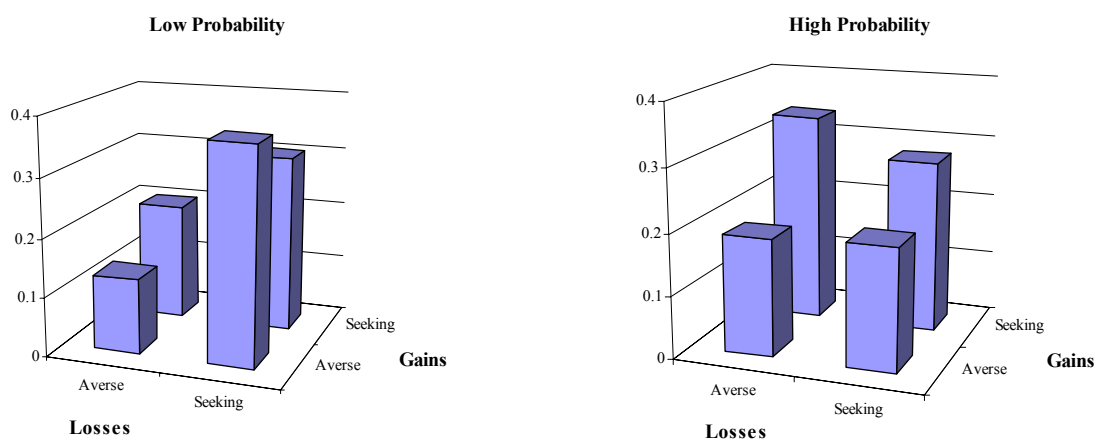 Low Probability
0.4
0.3
0.2
0.1
0
Averse
Seeking
Losses
Seeking
Averse
Gains
High Probability
0.4
0.3
0.2
0.1
0
Averse
Seeking
Losses
Seeking
Averse
Gains